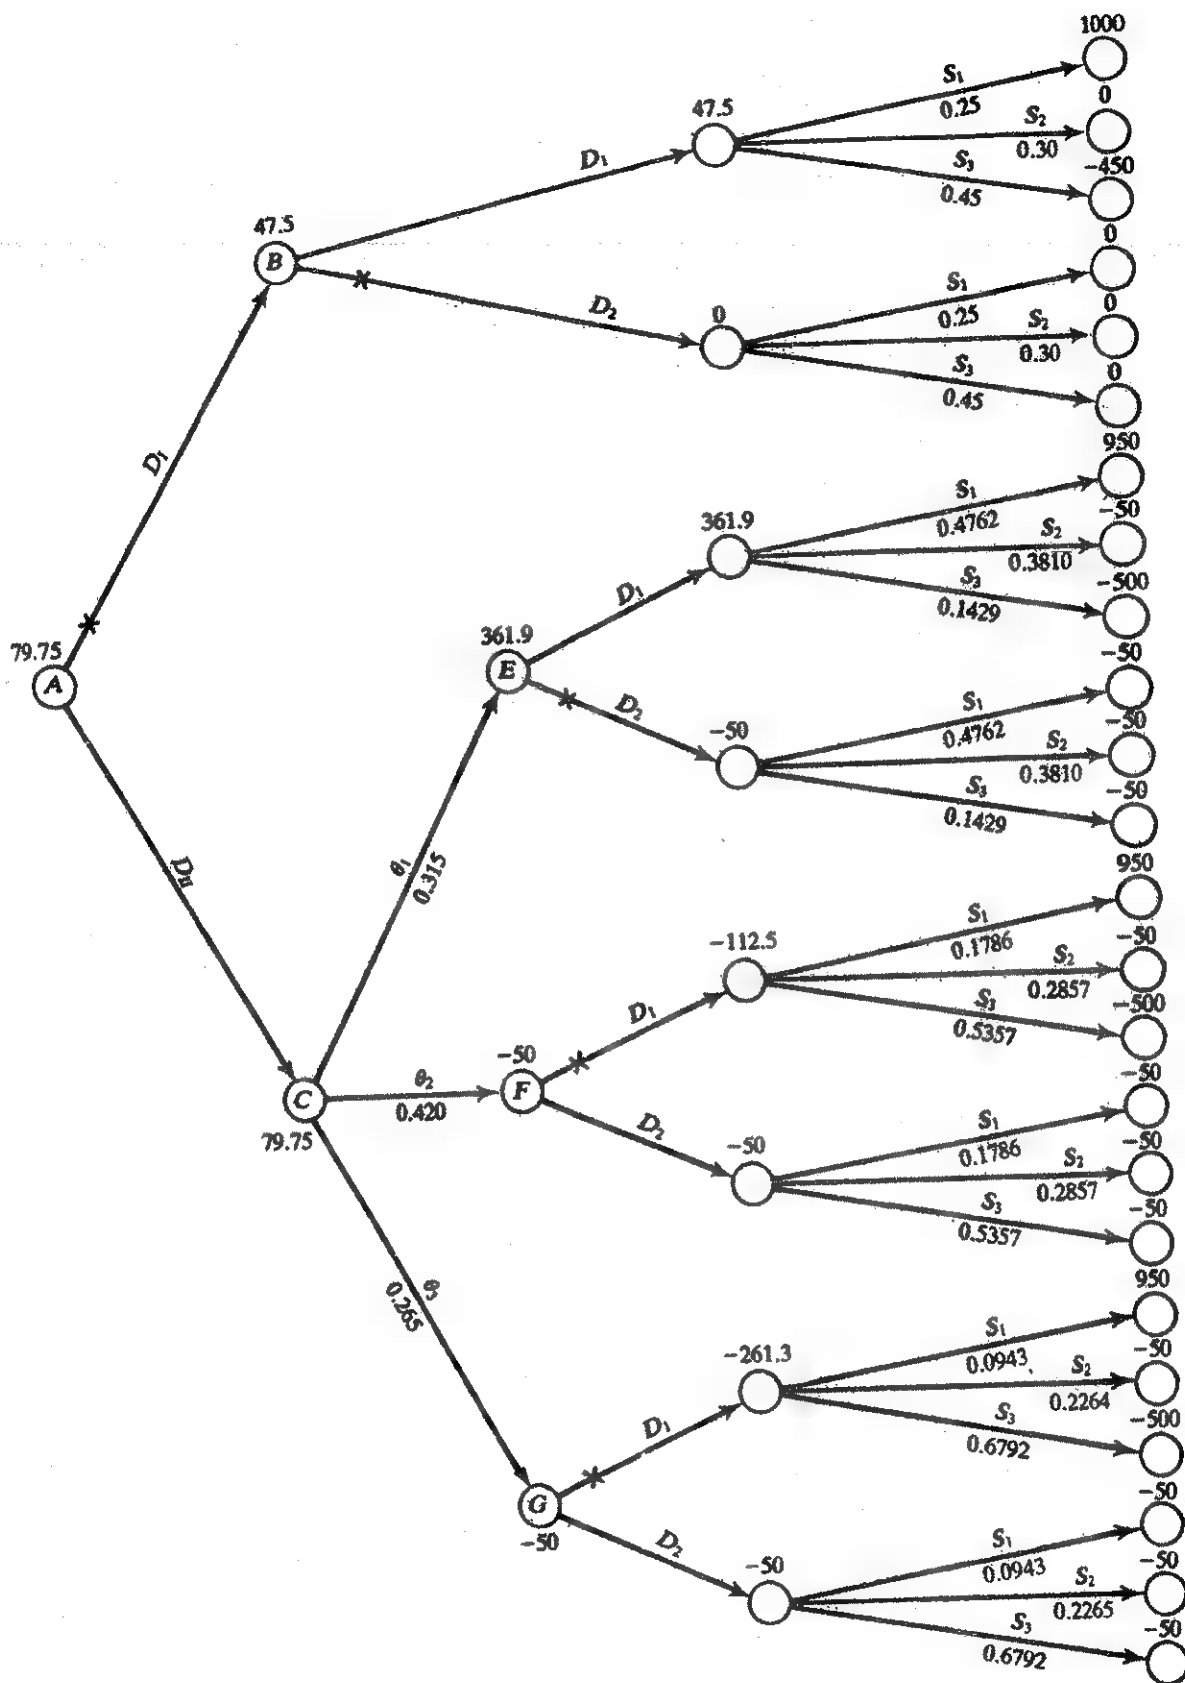 1000
S₁
0.25
0
47.5
S₂
0.30
D₁
-450
S₃
0.45
47.5
B
0
S₁
0.25
D₂
0
0
S₂
0.30
0
S₃
0.45
D₁
950
S₁
0.4762
-50
361.9
S₂
0.3810
D₁
-500
S₃
0.1429
79.75
A
361.9
E
-50
S₁
0.4762
D₂
-50
-50
S₂
0.3810
-50
S₃
0.1429
D_II
θ₁
0.315
950
S₁
0.1786
-50
-112.5
S₂
0.2857
D₁
-500
S₃
0.5357
C
79.75
θ₂
0.420
-50
F
-50
S₁
0.1786
D₂
-50
-50
S₂
0.2857
-50
S₃
0.5357
θ₃
0.265
950
S₁
0.0943
-50
-261.3
S₂
0.2264
D₁
-500
S₃
0.6792
G
-50
-50
S₁
0.0943
D₂
-50
-50
S₂
0.2265
-50
S₃
0.6792